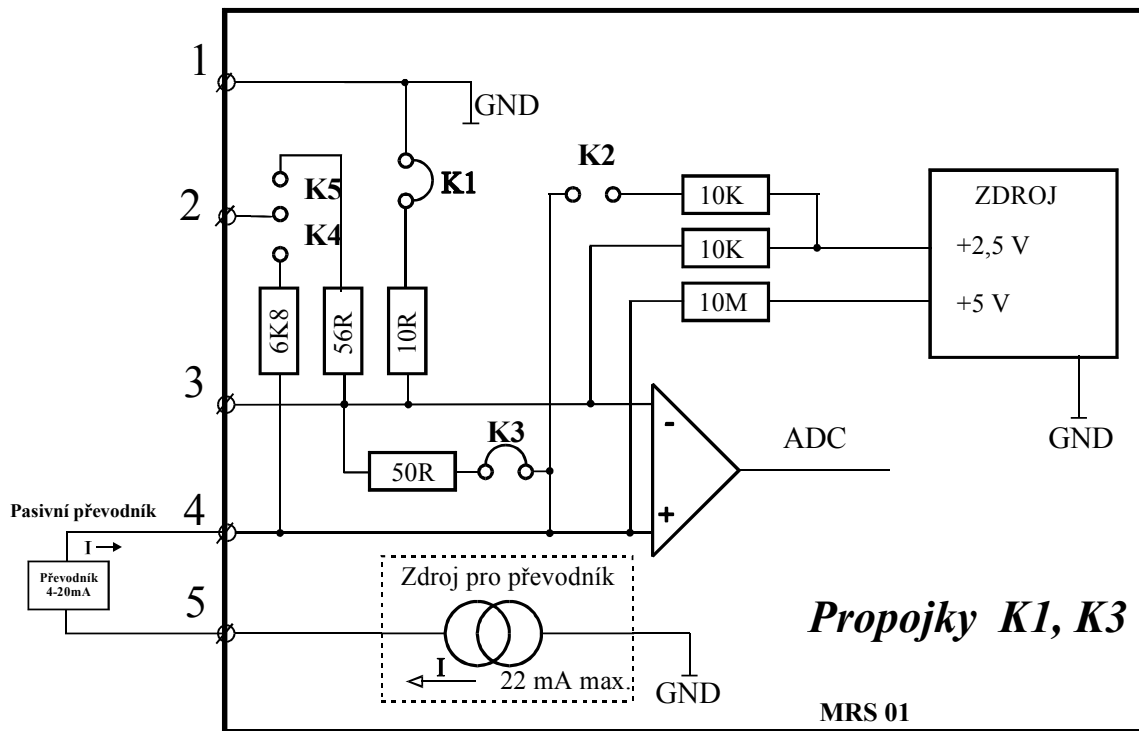 1
GND
K2
K5
K1
10K
ZDROJ
2
K4
10K
+2,5 V
10M
+5 V
6K8
56R
10R
3
-
ADC
GND
K3
50R
Pasivní převodník
4
+
I
Převodník
4-20mA
Zdroj pro převodník
5
Propojky K1, K3
I
22 mA max.
GND
MRS 01